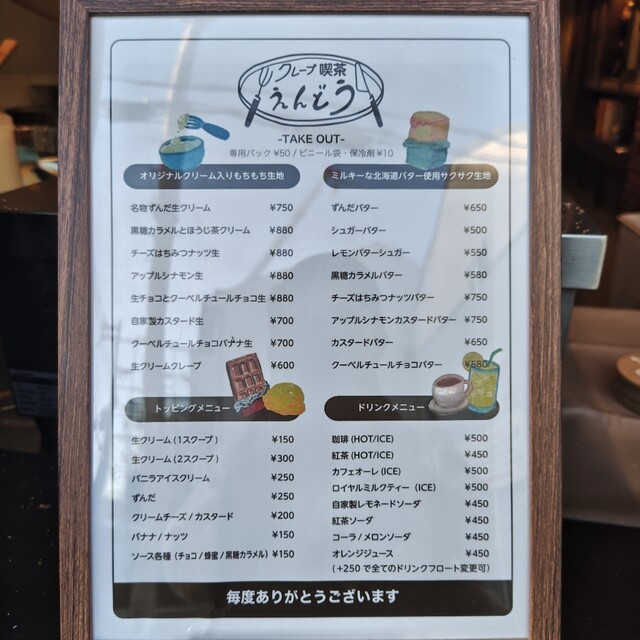 クレープ 喫茶
えんどう
-TAKE OUT-
専用パック ¥50 / ビニール袋・保冷剤 ¥10
オリジナルクリーム入りもちもち生地
名物ずんだ生クリーム ¥750
黒糖カラメルとほうじ茶クリーム ¥880
チーズはちみつナッツ生 ¥880
アップルシナモン生 ¥880
生チョコとクーベルチュールチョコ生 ¥880
自家製カスタード生 ¥700
クーベルチュールチョコバナナ生 ¥700
生クリームクレープ ¥600
ミルキーな北海道バター使用サクサク生地
ずんだバター ¥650
シュガーバター ¥500
レモンバターシュガー ¥550
黒糖カラメルバター ¥580
チーズはちみつナッツバター ¥750
アップルシナモンカスタードバター ¥750
カスタードバター ¥650
クーベルチュールチョコバター ¥580
トッピングメニュー
生クリーム (1スクープ) ¥150
生クリーム (2スクープ) ¥300
バニラアイスクリーム ¥250
ずんだ ¥250
クリームチーズ / カスタード ¥200
バナナ / ナッツ ¥150
ソース各種 (チョコ / 蜂蜜 / 黒糖カラメル) ¥150
ドリンクメニュー
珈琲 (HOT/ICE) ¥500
紅茶 (HOT/ICE) ¥450
カフェオーレ (ICE) ¥500
ロイヤルミルクティー (ICE) ¥500
自家製レモネードソーダ ¥450
紅茶ソーダ ¥450
コーラ / メロンソーダ ¥450
オレンジジュース ¥450
(+250 で全てのドリンクフロート変更可)
毎度ありがとうございます